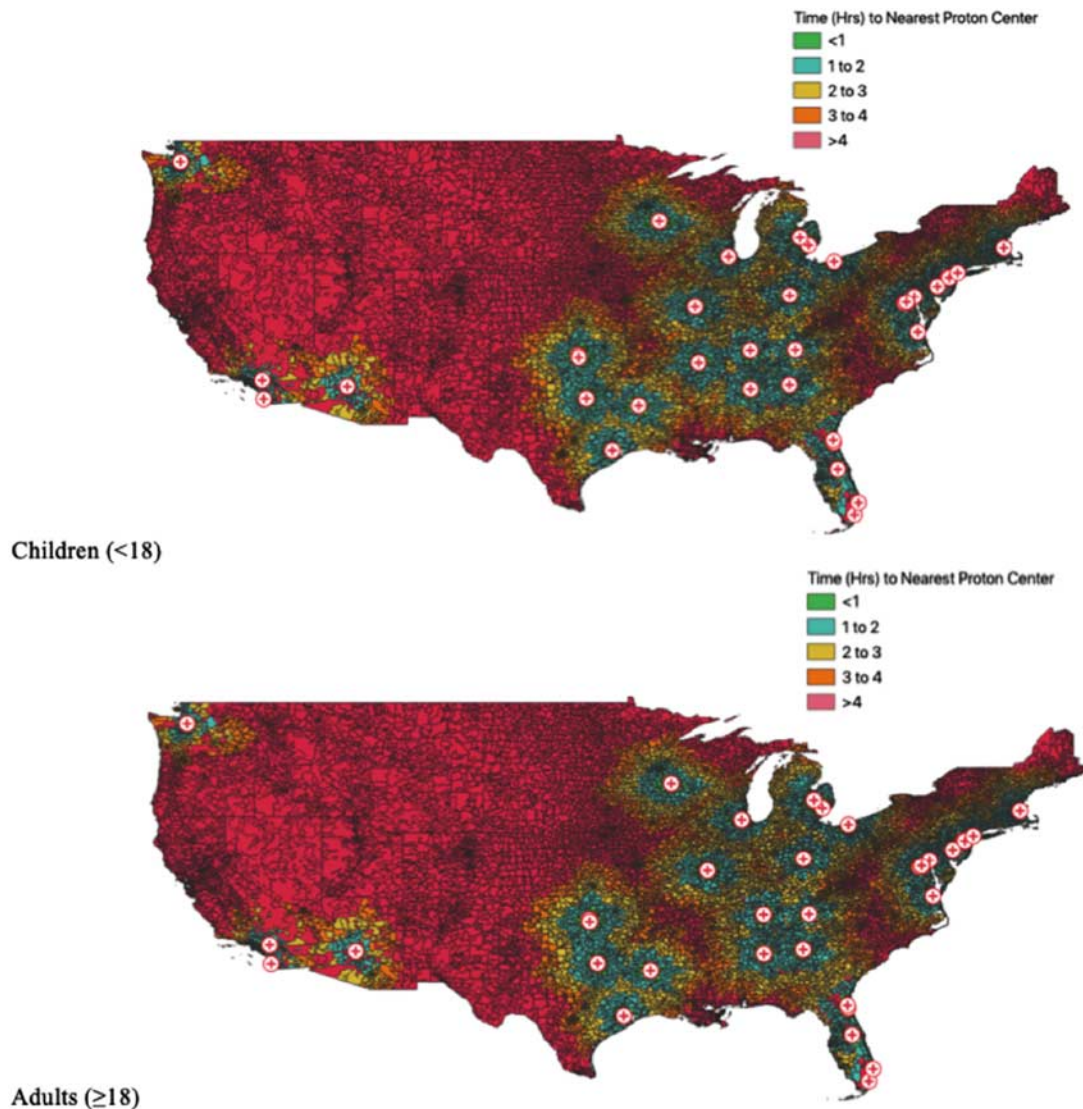 Time (Hrs) to Nearest Proton Center
<1
1 to 2
2 to 3
3 to 4
>4
Children (<18)
Time (Hrs) to Nearest Proton Center
<1
1 to 2
2 to 3
3 to 4
>4
Adults (≥18)